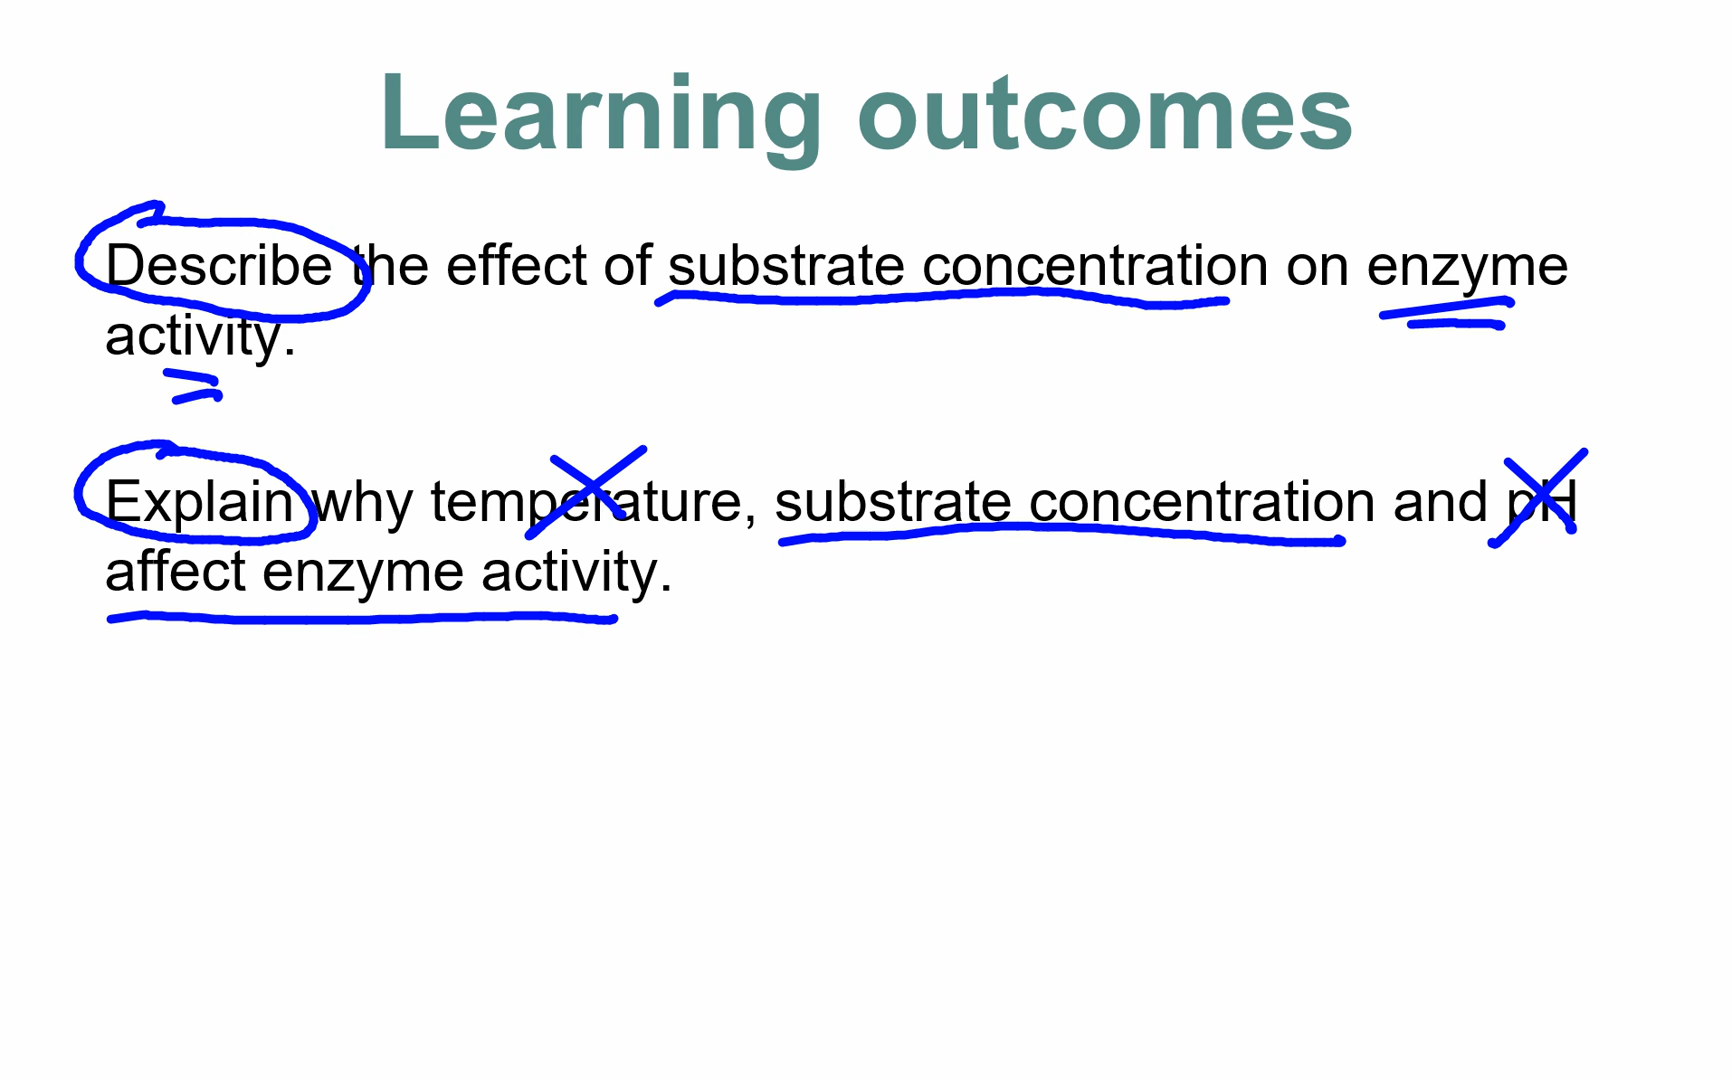 Learning outcomes
Describe the effect of substrate concentration on enzyme
activity.
Explain why temperature, substrate concentration and pH
affect enzyme activity.